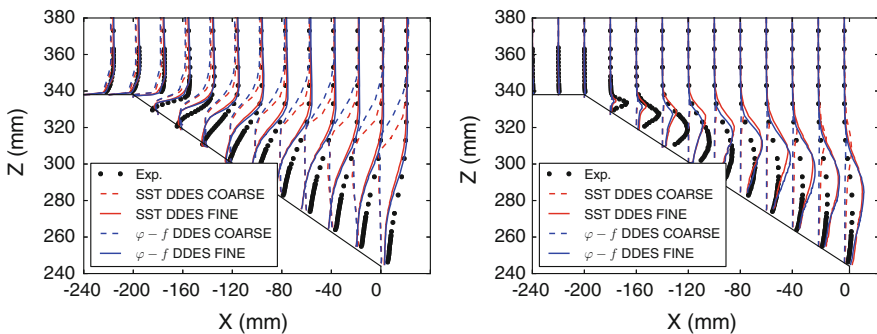 380
360
340
320
300
280
260
240
Z (mm)
Exp.
SST DDES COARSE
SST DDES FINE
φ − f DDES COARSE
φ − f DDES FINE
-240 -200 -160 -120 -80 -40 0
X (mm)
380
360
340
320
300
280
260
240
Z (mm)
Exp.
SST DDES COARSE
SST DDES FINE
φ − f DDES COARSE
φ − f DDES FINE
-240 -200 -160 -120 -80 -40 0
X (mm)